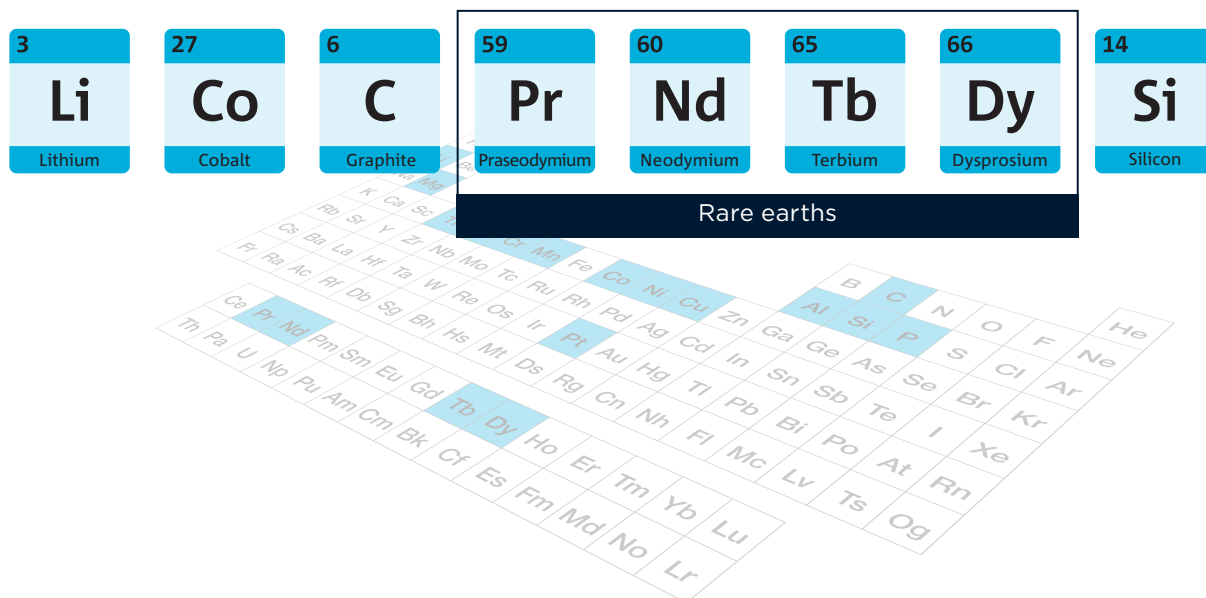 3 27 6 59 60 65 66 14
Li Co C Pr Nd Tb Dy Si
Lithium Cobalt Graphite Praseodymium Neodymium Terbium Dysprosium Silicon
Rare earths
Be
Na Mg
K Ca Sc Cr Mn Fe Co Ni Cu Zn Ga Ge As Se Br Kr
Rb Sr Y Zr Nb Mo Tc Ru Rh Pd Ag Cd In Sn Sb Te I Xe
Cs Ba La Hf Ta W Re Os Ir Pt Au Hg Tl Pb Bi Po At Rn
Fr Ra Ac Rf Db Sg Bh Hs Mt Ds Rg Cn Nh Fl Mc Lv Ts Og
B C N O F Ne
He
Al Si P S Cl Ar
Ce Pr Nd Pm Sm Eu Gd Tb Dy Ho Er Tm Yb Lu
Th Pa U Np Pu Am Cm Bk Cf Es Fm Md No Lr